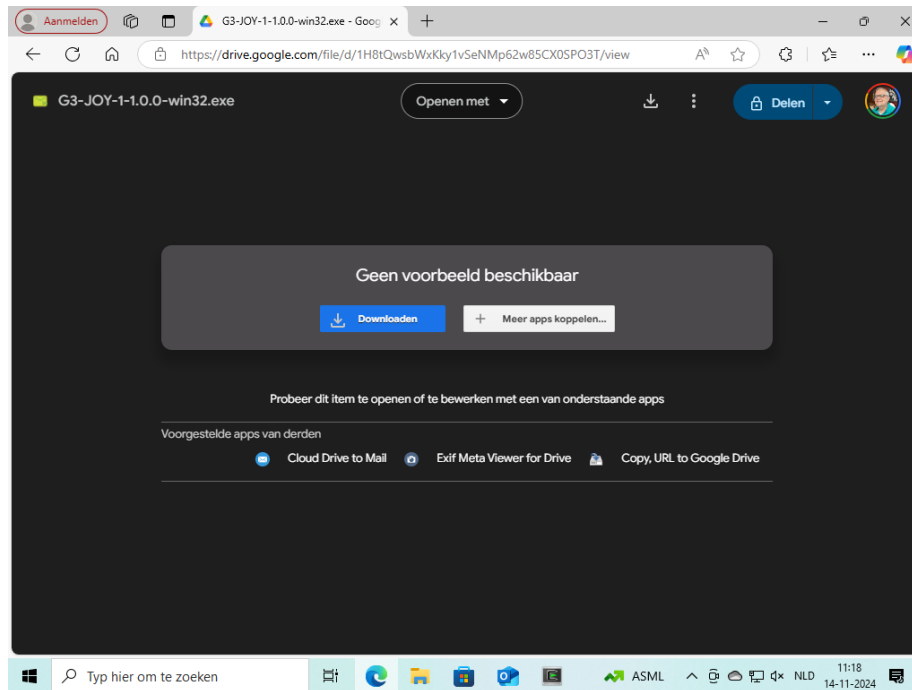 Aanmelden
G3-JOY-1-1.0.0-win32.exe - Goog
https://drive.google.com/file/d/1H8tQwsbWxKky1vSeNMp62w85CX0SPO3T/view
G3-JOY-1-1.0.0-win32.exe
Openen met
Delen
Geen voorbeeld beschikbaar
Downloaden
Meer apps koppelen...
Probeer dit item te openen of te bewerken met een van onderstaande apps
Voorgestelde apps van derden
Cloud Drive to Mail
Exif Meta Viewer for Drive
Copy, URL to Google Drive
Typ hier om te zoeken
ASML
NLD
11:18
14-11-2024